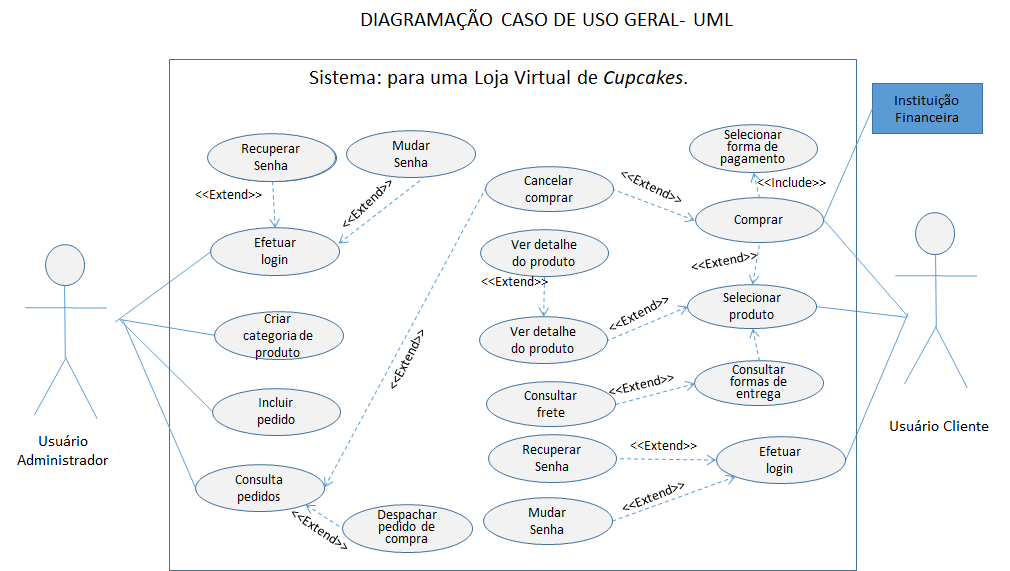 DIAGRAMAÇÃO CASO DE USO GERAL- UML
Sistema: para uma Loja Virtual de Cupcakes.
Instituição
Financeira
Recuperar
Senha
Mudar
Senha
Selecionar
forma de
pagamento
<<Extend>>
<<Extend>>
Cancelar
comprar
<<Extend>>
<<Include>>
Comprar
Efetuar
login
Ver detalhe
do produto
<<Extend>>
<<Extend>>
Selecionar
produto
Criar
categoria de
produto
Ver detalhe
do produto
<<Extend>>
<<Extend>>
Consultar
formas de
entrega
Incluir
pedido
Consultar
frete
<<Extend>>
Usuário
Administrador
Usuário Cliente
Recuperar
Senha
<<Extend>>
Efetuar
login
Consulta
pedidos
Mudar
Senha
<<Extend>>
<<Extend>>
Despachar
pedido de
compra